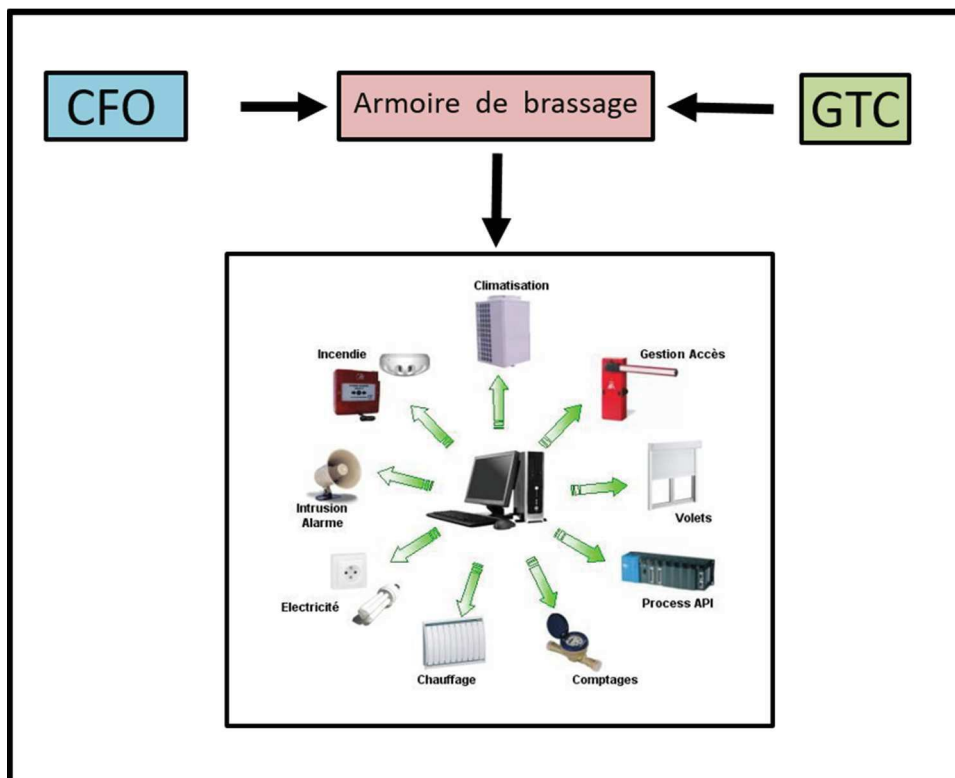 CFO
Armoire de brassage
GTC
Climatisation
Incendie
Gestion Accès
Intrusion
Alarme
Volets
Electricité
Process API
Chauffage
Comptages